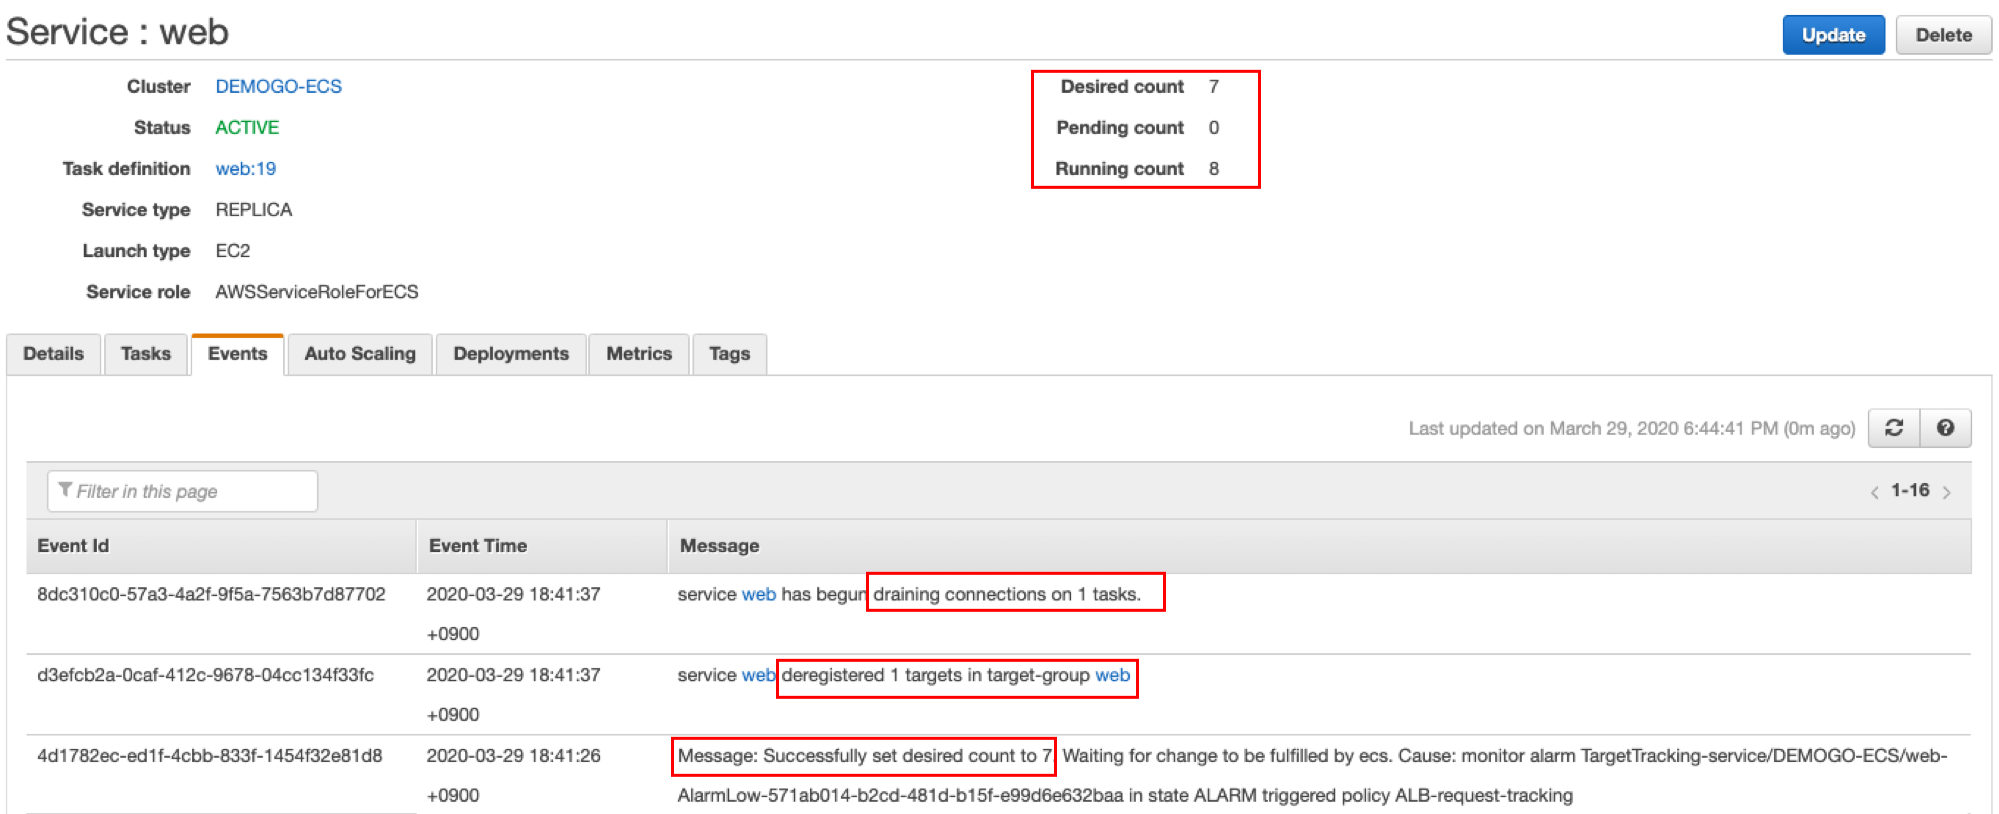 Service : web
Update
Delete
Cluster DEMOGO-ECS
Desired count 7
Status ACTIVE
Pending count 0
Task definition web:19
Running count 8
Service type REPLICA
Launch type EC2
Service role AWSServiceRoleForECS
Details Tasks Events Auto Scaling Deployments Metrics Tags
Last updated on March 29, 2020 6:44:41 PM (0m ago)
Filter in this page
1-16
Event Id Event Time Message
8dc310c0-57a3-4a2f-9f5a-7563b7d87702 2020-03-29 18:41:37 service web has begun draining connections on 1 tasks.
+0900
d3efcb2a-0caf-412c-9678-04cc134f33fc 2020-03-29 18:41:37 service web deregistered 1 targets in target-group web
+0900
4d1782ec-ed1f-4cbb-833f-1454f32e81d8 2020-03-29 18:41:26 Message: Successfully set desired count to 7. Waiting for change to be fulfilled by ecs. Cause: monitor alarm TargetTracking-service/DEMOGO-ECS/web-
+0900 AlarmLow-571ab014-b2cd-481d-b15f-e99d6e632baa in state ALARM triggered policy ALB-request-tracking